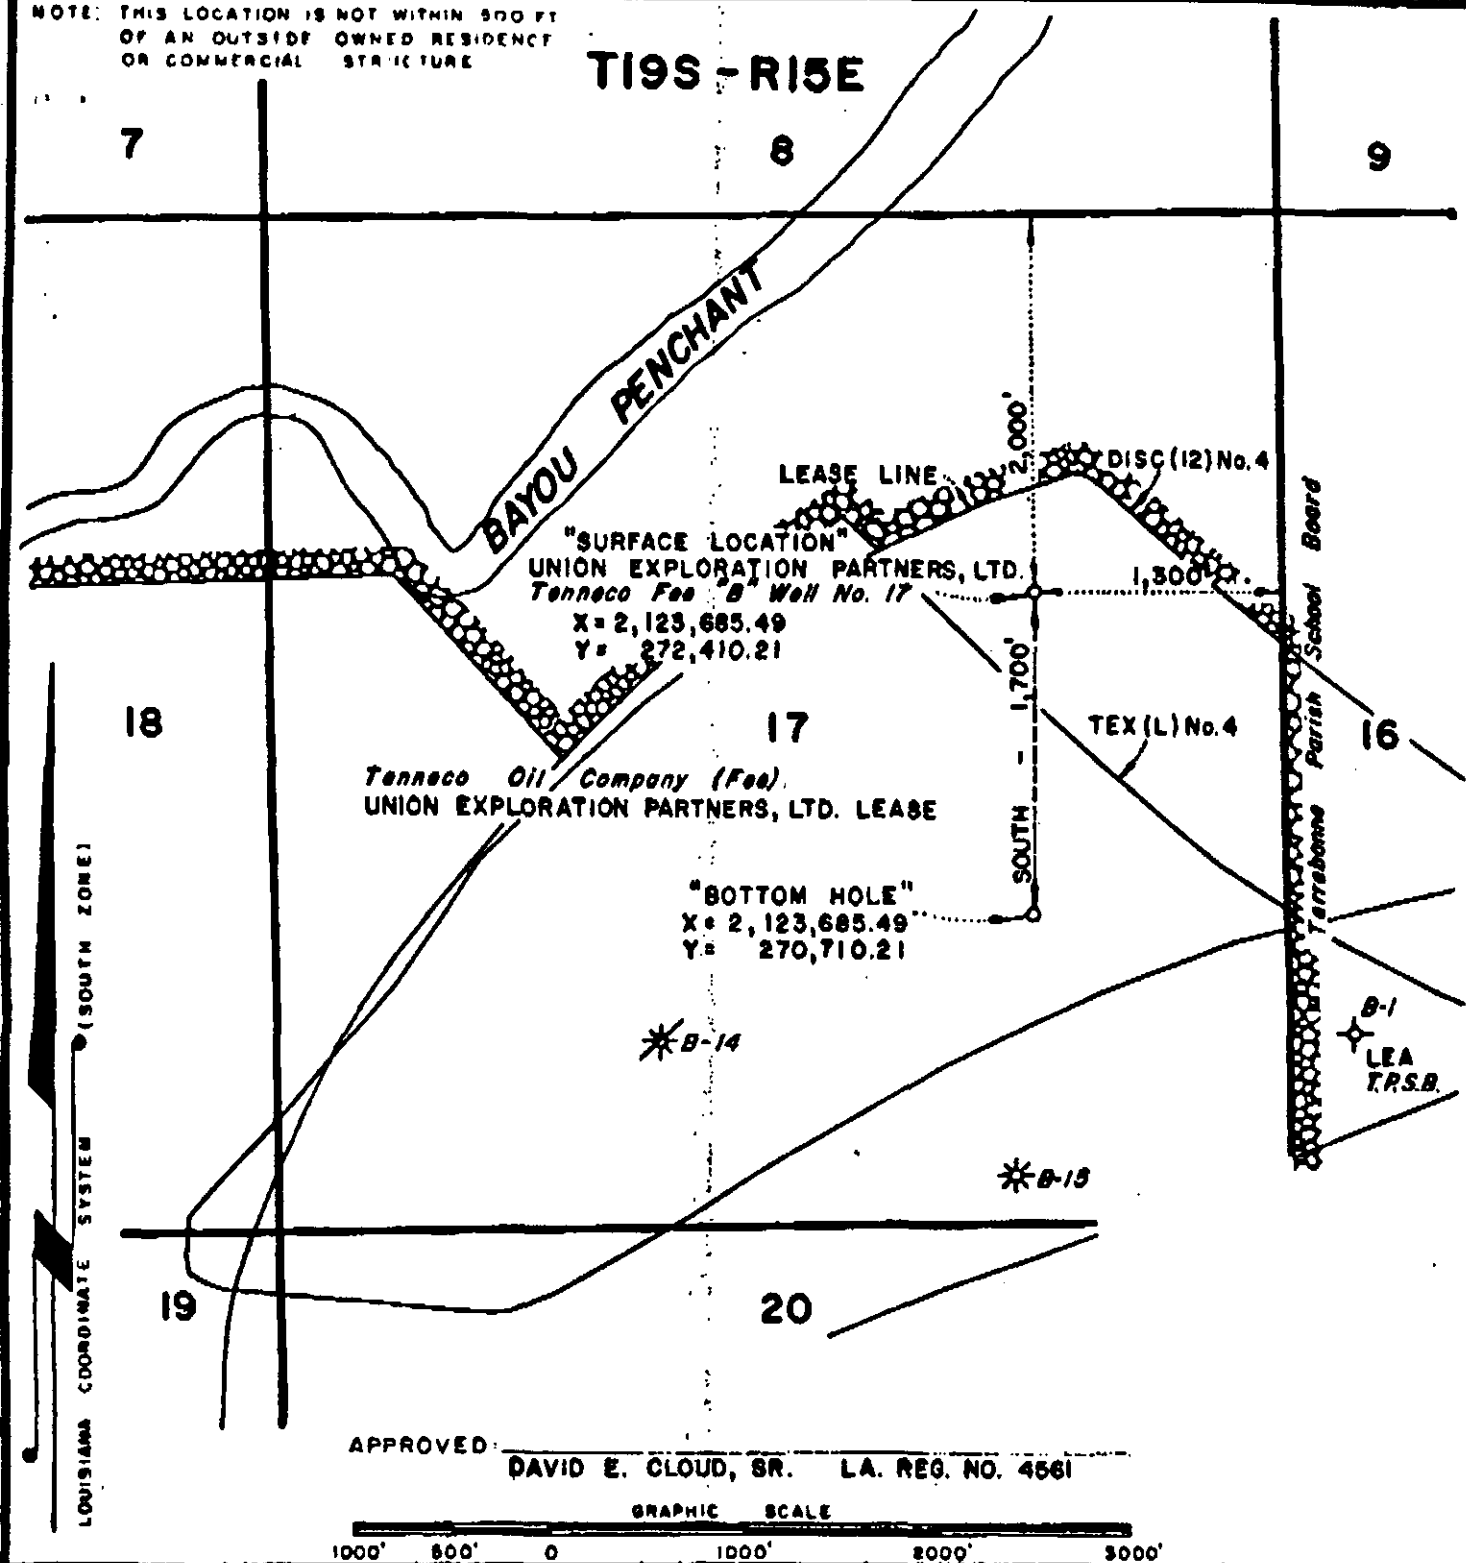 NOTE: THIS LOCATION IS NOT WITHIN 500 FT
OF AN OUTSIDE OWNED RESIDENCE
OR COMMERCIAL STRUCTURE
T19S - R15E
7
8
9
BAYOU PENCHANT
2,000'
LEASE LINE
DISC(12) No. 4
"SURFACE LOCATION"
UNION EXPLORATION PARTNERS, LTD.
Tenneco Fee "B" Well No. 17
X = 2,123,685.49
Y = 272,410.21
1,300'
Terrebonne Parish School Board
18
17
16
SOUTH - 1,700'
TEX (L) No. 4
Tenneco Oil Company (Fee)
UNION EXPLORATION PARTNERS, LTD. LEASE
"BOTTOM HOLE"
X = 2,123,685.49
Y = 270,710.21
B-14
B-1
LEA
T.P.S.B.
B-15
19
20
LOUISIANA COORDINATE SYSTEM (SOUTH ZONE)
APPROVED:
DAVID E. CLOUD, SR. LA. REG. NO. 4561
GRAPHIC SCALE
1000' 500' 0 1000' 2000' 3000'